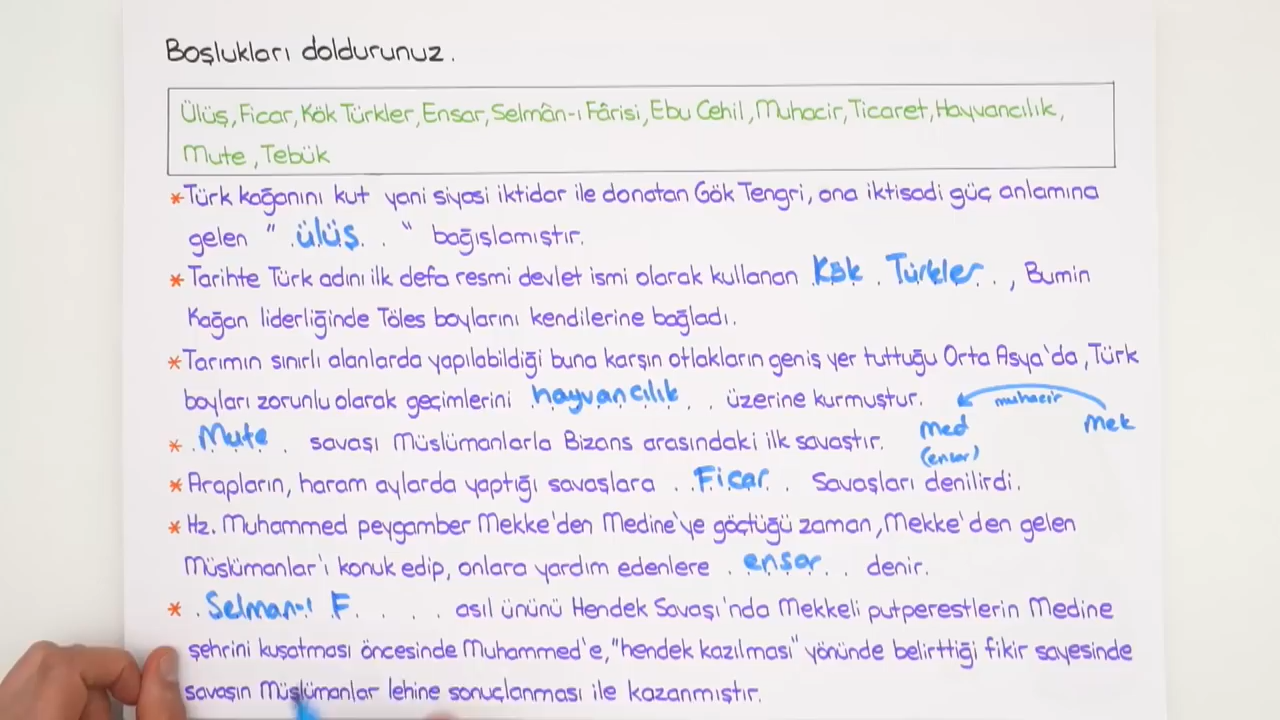 Boşlukları doldurunuz.
Ülüş, Ficar, Kök Türkler, Ensar, Selmân-ı Fârisi, Ebu Cehil, Muhacir, Ticaret, Hayvancılık,
Mute, Tebük
*Türk kağanını kut yani siyasi iktidar ile donatan Gök Tengri, ona iktisadi güç anlamına
gelen " .ülüş. . " bağışlamıştır.
*Tarihte Türk adını ilk defa resmi devlet ismi olarak kullanan Kök . Türkler. . , Bumin
Kağan liderliğinde Töles boylarını kendilerine bağladı.
*Tarımın sınırlı alanlarda yapılabildiği buna karşın otlakların geniş yer tuttuğu Orta Asya'da, Türk
boyları zorunlu olarak geçimlerini hayvancılık . . üzerine kurmuştur.
muhacir
* .Mute . savaşı Müslümanlarla Bizans arasındaki ilk savaştır. med Mek
(ensar)
*Arapların, haram aylarda yaptığı savaşlara . .Ficar. . Savaşları denilirdi.
*Hz. Muhammed peygamber Mekke'den Medine'ye göçtüğü zaman, Mekke'den gelen
Müslümanlar'ı konuk edip, onlara yardım edenlere . ensar. . denir.
* .Selman-ı F. . . . asıl ününü Hendek Savaşı'nda Mekkeli putperestlerin Medine
şehrini kuşatması öncesinde Muhammed'e, "hendek kazılması" yönünde belirttiği fikir sayesinde
savaşın Müslümanlar lehine sonuçlanması ile kazanmıştır.